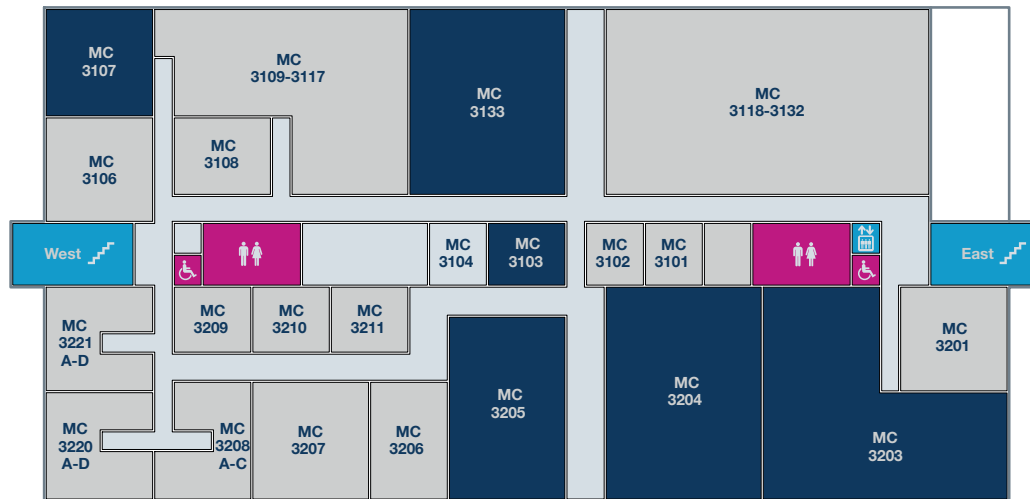 MC
3107
MC
3109-3117
MC
3133
MC
3118-3132
MC
3108
MC
3106
West
MC
3104
MC
3103
MC
3102
MC
3101
East
MC
3209
MC
3210
MC
3211
MC
3221
A-D
MC
3201
MC
3204
MC
3205
MC
3220
A-D
MC
3208
A-C
MC
3207
MC
3206
MC
3203